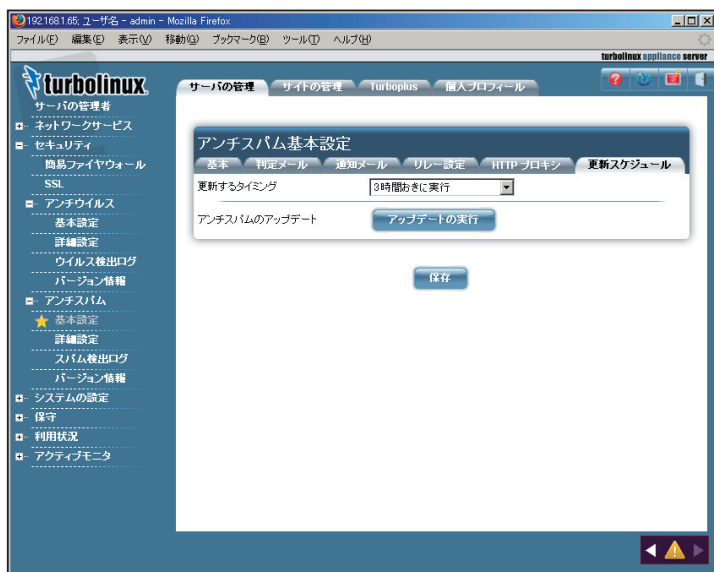 192.168.1.65; ユーザ名 - admin - Mozilla Firefox
ファイル(F) 編集(E) 表示(V) 移動(G) ブックマーク(B) ツール(T) ヘルプ(H)
turbolinux appliance server
turbolinux
サーバの管理 サイトの管理 Turboplus 個人プロフィール
サーバの管理者
ネットワークサービス
セキュリティ
簡易ファイヤウォール
SSL
アンチウイルス
基本設定
詳細設定
ウイルス検出ログ
バージョン情報
アンチスパム
基本設定
詳細設定
スパム検出ログ
バージョン情報
システムの設定
保守
利用状況
アクティブモニタ
アンチスパム基本設定
基本 判定メール 通知メール リレー設定 HTTP プロキシ 更新スケジュール
更新するタイミング 3時間おきに実行
アンチスパムのアップデート アップデートの実行
保存